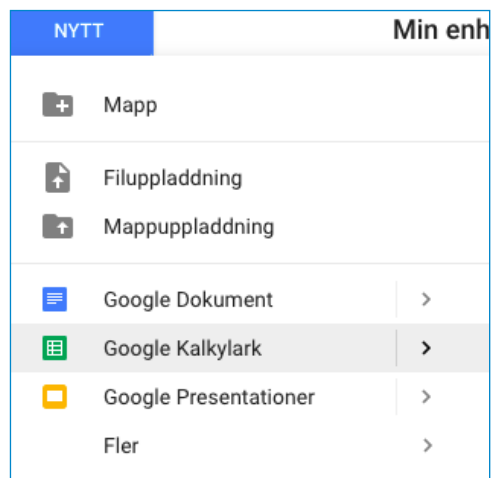 NYTT
Min enh
Mapp
Filuppladdning
Mappuppladdning
Google Dokument
Google Kalkylark
Google Presentationer
Fler